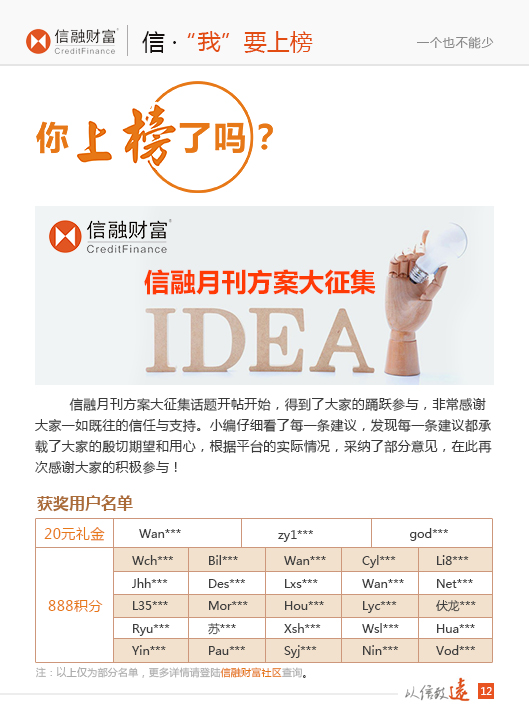 信融财富®
CreditFinance
信·“我”要上榜
一个也不能少
你上榜了吗？
信融财富®
CreditFinance
信融月刊方案大征集
IDEA
信融月刊方案大征集话题开帖开始，得到了大家的踊跃参与，非常感谢
大家一如既往的信任与支持。小编仔细看了每一条建议，发现每一条建议都承
载了大家的殷切期望和用心，根据平台的实际情况，采纳了部分意见，在此再
次感谢大家的积极参与！
获奖用户名单
20元礼金 Wan*** zy1*** god***
888积分
Wch*** Bil*** Wan*** Cyl*** Li8***
Jhh*** Des*** Lxs*** Wan*** Net***
L35*** Mor*** Hou*** Lyc*** 伏龙***
Ryu*** 苏*** Xsh*** Wsl*** Hua***
Yin*** Pau*** Syj*** Nin*** Vod***
注：以上仅为部分名单，更多详情请登陆信融财富社区查询。
以信致远 12